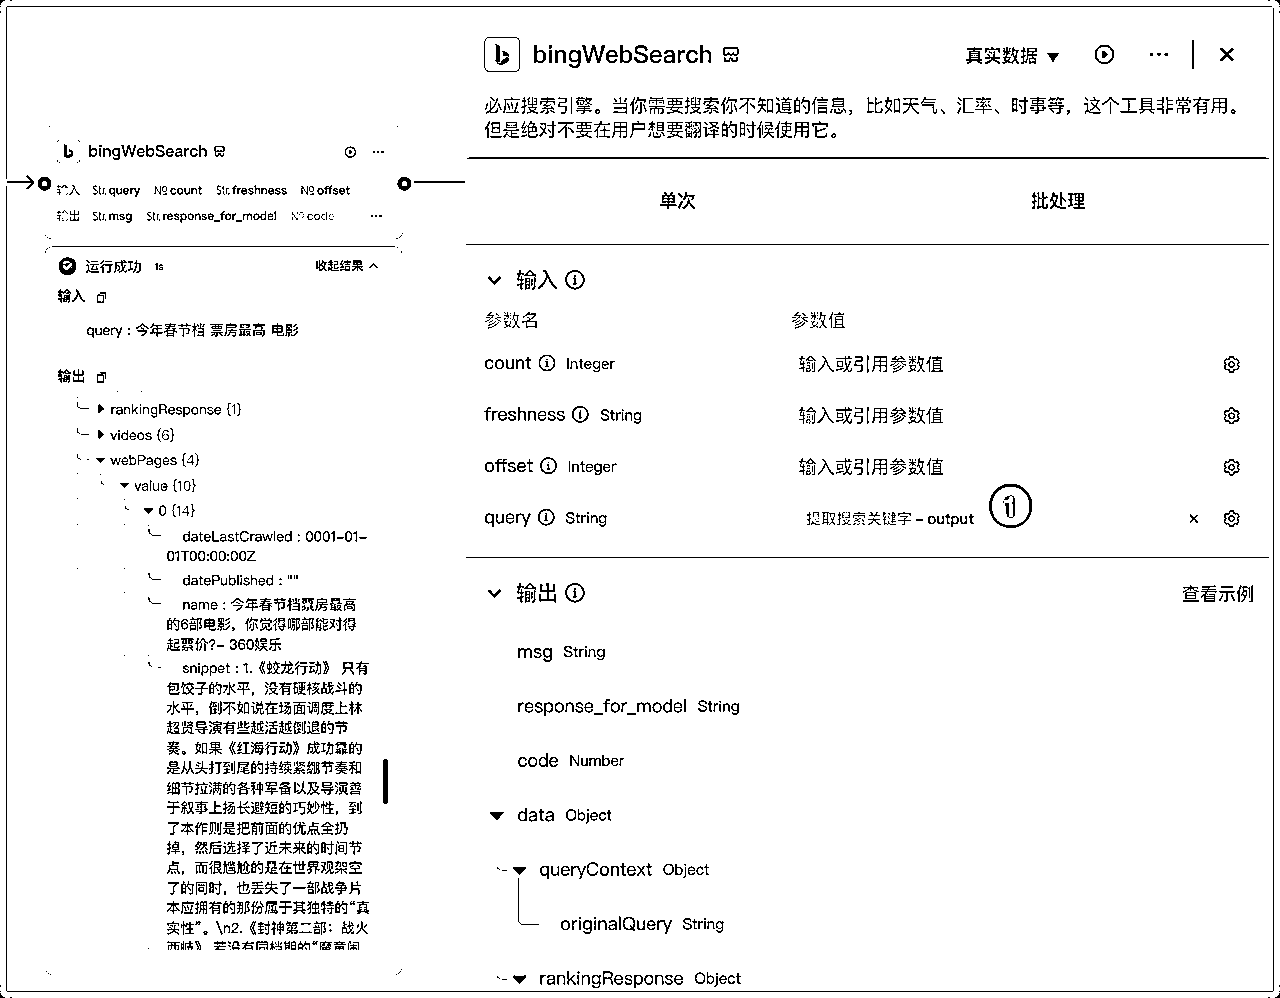 bingWebSearch
输入 Str. query № count Str. freshness № offset
输出 Str. msg Str. response_for_model № code ···
运行成功 1s 收起结果
输入
query : 今年春节档 票房最高 电影
输出
rankingResponse {1}
videos {6}
webPages {4}
value {10}
0 {14}
dateLastCrawled : 0001-01-
01T00:00:00Z
datePublished : ""
name : 今年春节档票房最高
的6部电影，你觉得哪部能对得
起票价?- 360娱乐
snippet : 1.《蛟龙行动》 只有
包饺子的水平，没有硬核战斗的
水平，倒不如说在场面调度上林
超贤导演有些越活越倒退的节
奏。如果《红海行动》成功靠的
是从头打到尾的持续紧绷节奏和
细节拉满的各种军备以及导演善
于叙事上扬长避短的巧妙性，到
了本作则是把前面的优点全扔
掉，然后选择了近未来的时间节
点，而很尴尬的是在世界观架空
了的同时，也丢失了一部战争片
本应拥有的那份属于其独特的“真
实性”。\n2.《封神第二部：战火
西岐》 若没有同档期的“魔童闹
bingWebSearch 真实数据
必应搜索引擎。当你需要搜索你不知道的信息，比如天气、汇率、时事等，这个工具非常有用。
但是绝对不要在用户想要翻译的时候使用它。
单次 批处理
输入
参数名 参数值
count Integer 输入或引用参数值
freshness String 输入或引用参数值
offset Integer 输入或引用参数值
query String 提取搜索关键字 – output ①
输出 查看示例
msg String
response_for_model String
code Number
data Object
queryContext Object
originalQuery String
rankingResponse Object